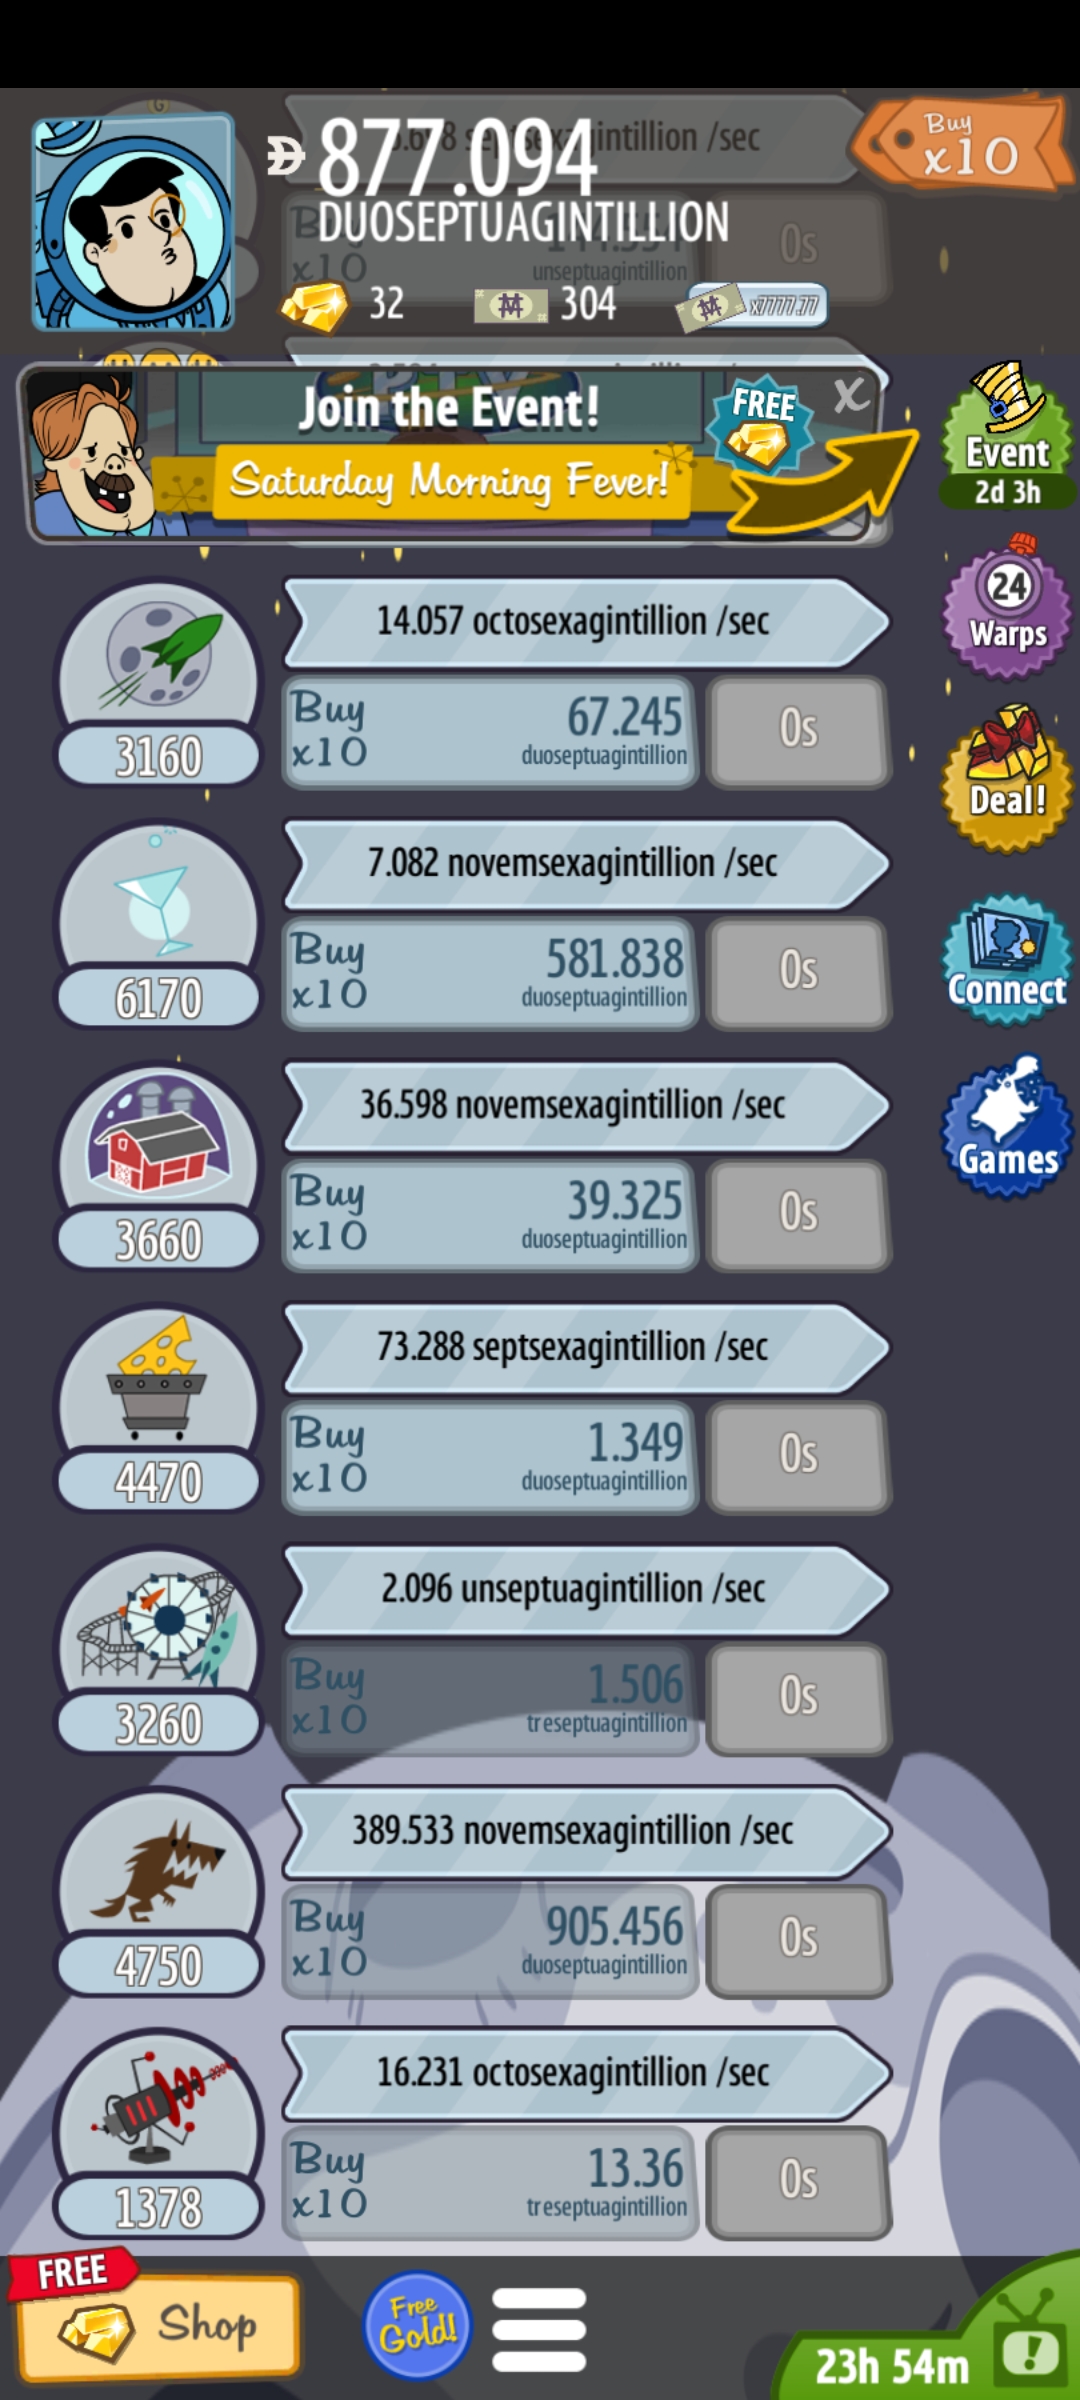 877.094
DUOSEPTUAGINTILLION
Buy
x10
Buy
x10
unseptuagintillion
0s
32
304
x7777.77
Join the Event!
FREE
X
Saturday Morning Fever!
Event
2d 3h
24
Warps
Deal!
Connect
Games
14.057 octosexagintillion /sec
Buy
x10
67.245
duoseptuagintillion
0s
3160
7.082 novemsexagintillion /sec
Buy
x10
581.838
duoseptuagintillion
0s
6170
36.598 novemsexagintillion /sec
Buy
x10
39.325
duoseptuagintillion
0s
3660
73.288 septsexagintillion /sec
Buy
x10
1.349
duoseptuagintillion
0s
4470
2.096 unseptuagintillion /sec
Buy
x10
1.506
treseptuagintillion
0s
3260
389.533 novemsexagintillion /sec
Buy
x10
905.456
duoseptuagintillion
0s
4750
16.231 octosexagintillion /sec
Buy
x10
13.36
treseptuagintillion
0s
1378
FREE
Shop
Free
Gold!
23h 54m